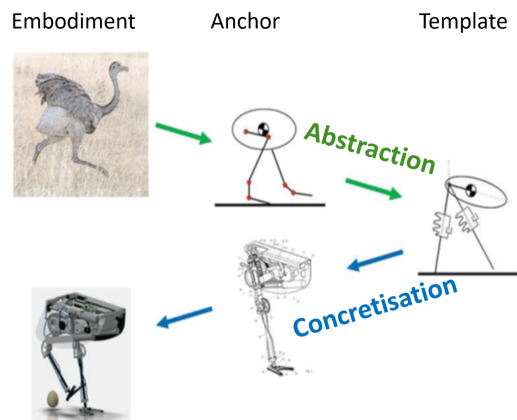 Embodiment
Anchor
Template
Abstraction
Concretisation